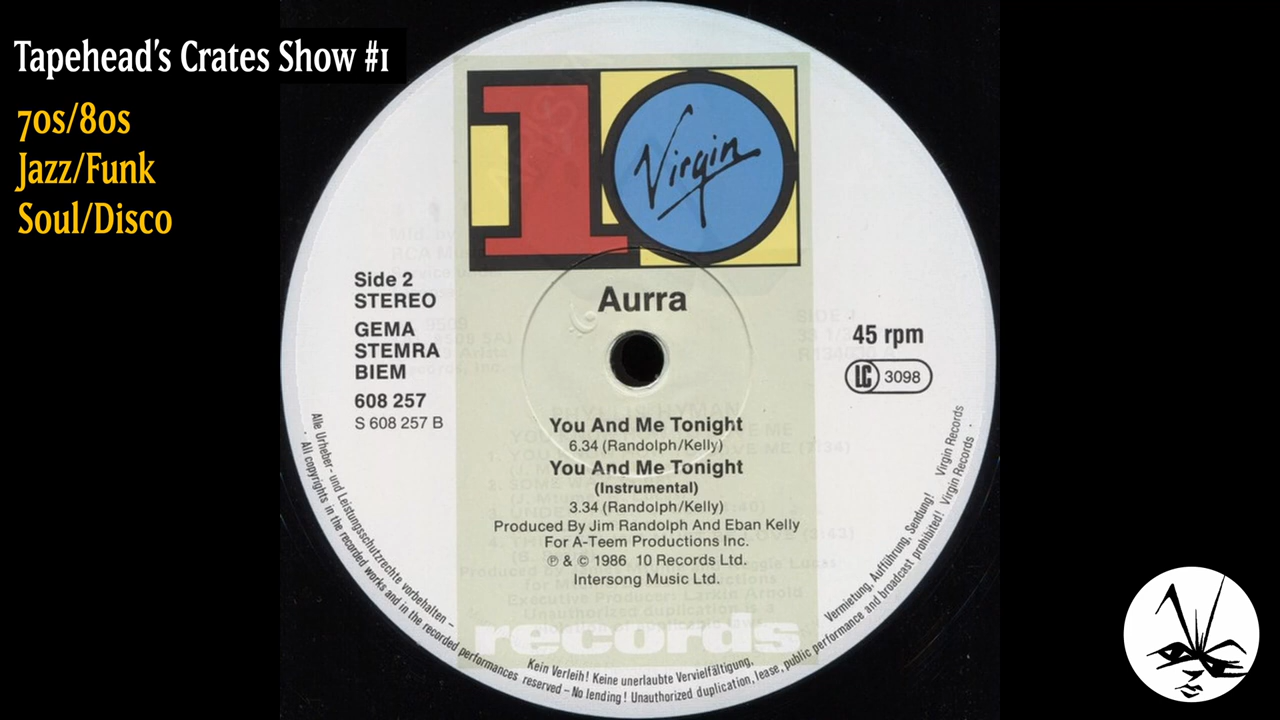 Tapehead's Crates Show #1
70s/80s
Jazz/Funk
Soul/Disco
10
Virgin
Aurra
Side 2
STEREO
GEMA
STEMRA
BIEM
608 257
S 608 257 B
45 rpm
LC 3098
You And Me Tonight
6.34 (Randolph/Kelly)
You And Me Tonight
(Instrumental)
3.34 (Randolph/Kelly)
Produced By Jim Randolph And Eban Kelly
For A-Teem Productions Inc.
℗ & © 1986 10 Records Ltd.
Intersong Music Ltd.
records
Alle Urheber- und Leistungsschutzrechte vorbehalten – Kein Verleih! Keine unerlaubte Vervielfältigung, Vermietung, Aufführung, Sendung! Virgin Records
· All copyrights in the recorded works and in the recorded performances reserved – No lending! Unauthorized duplication, lease, public performance and broadcast prohibited! Virgin Records ·